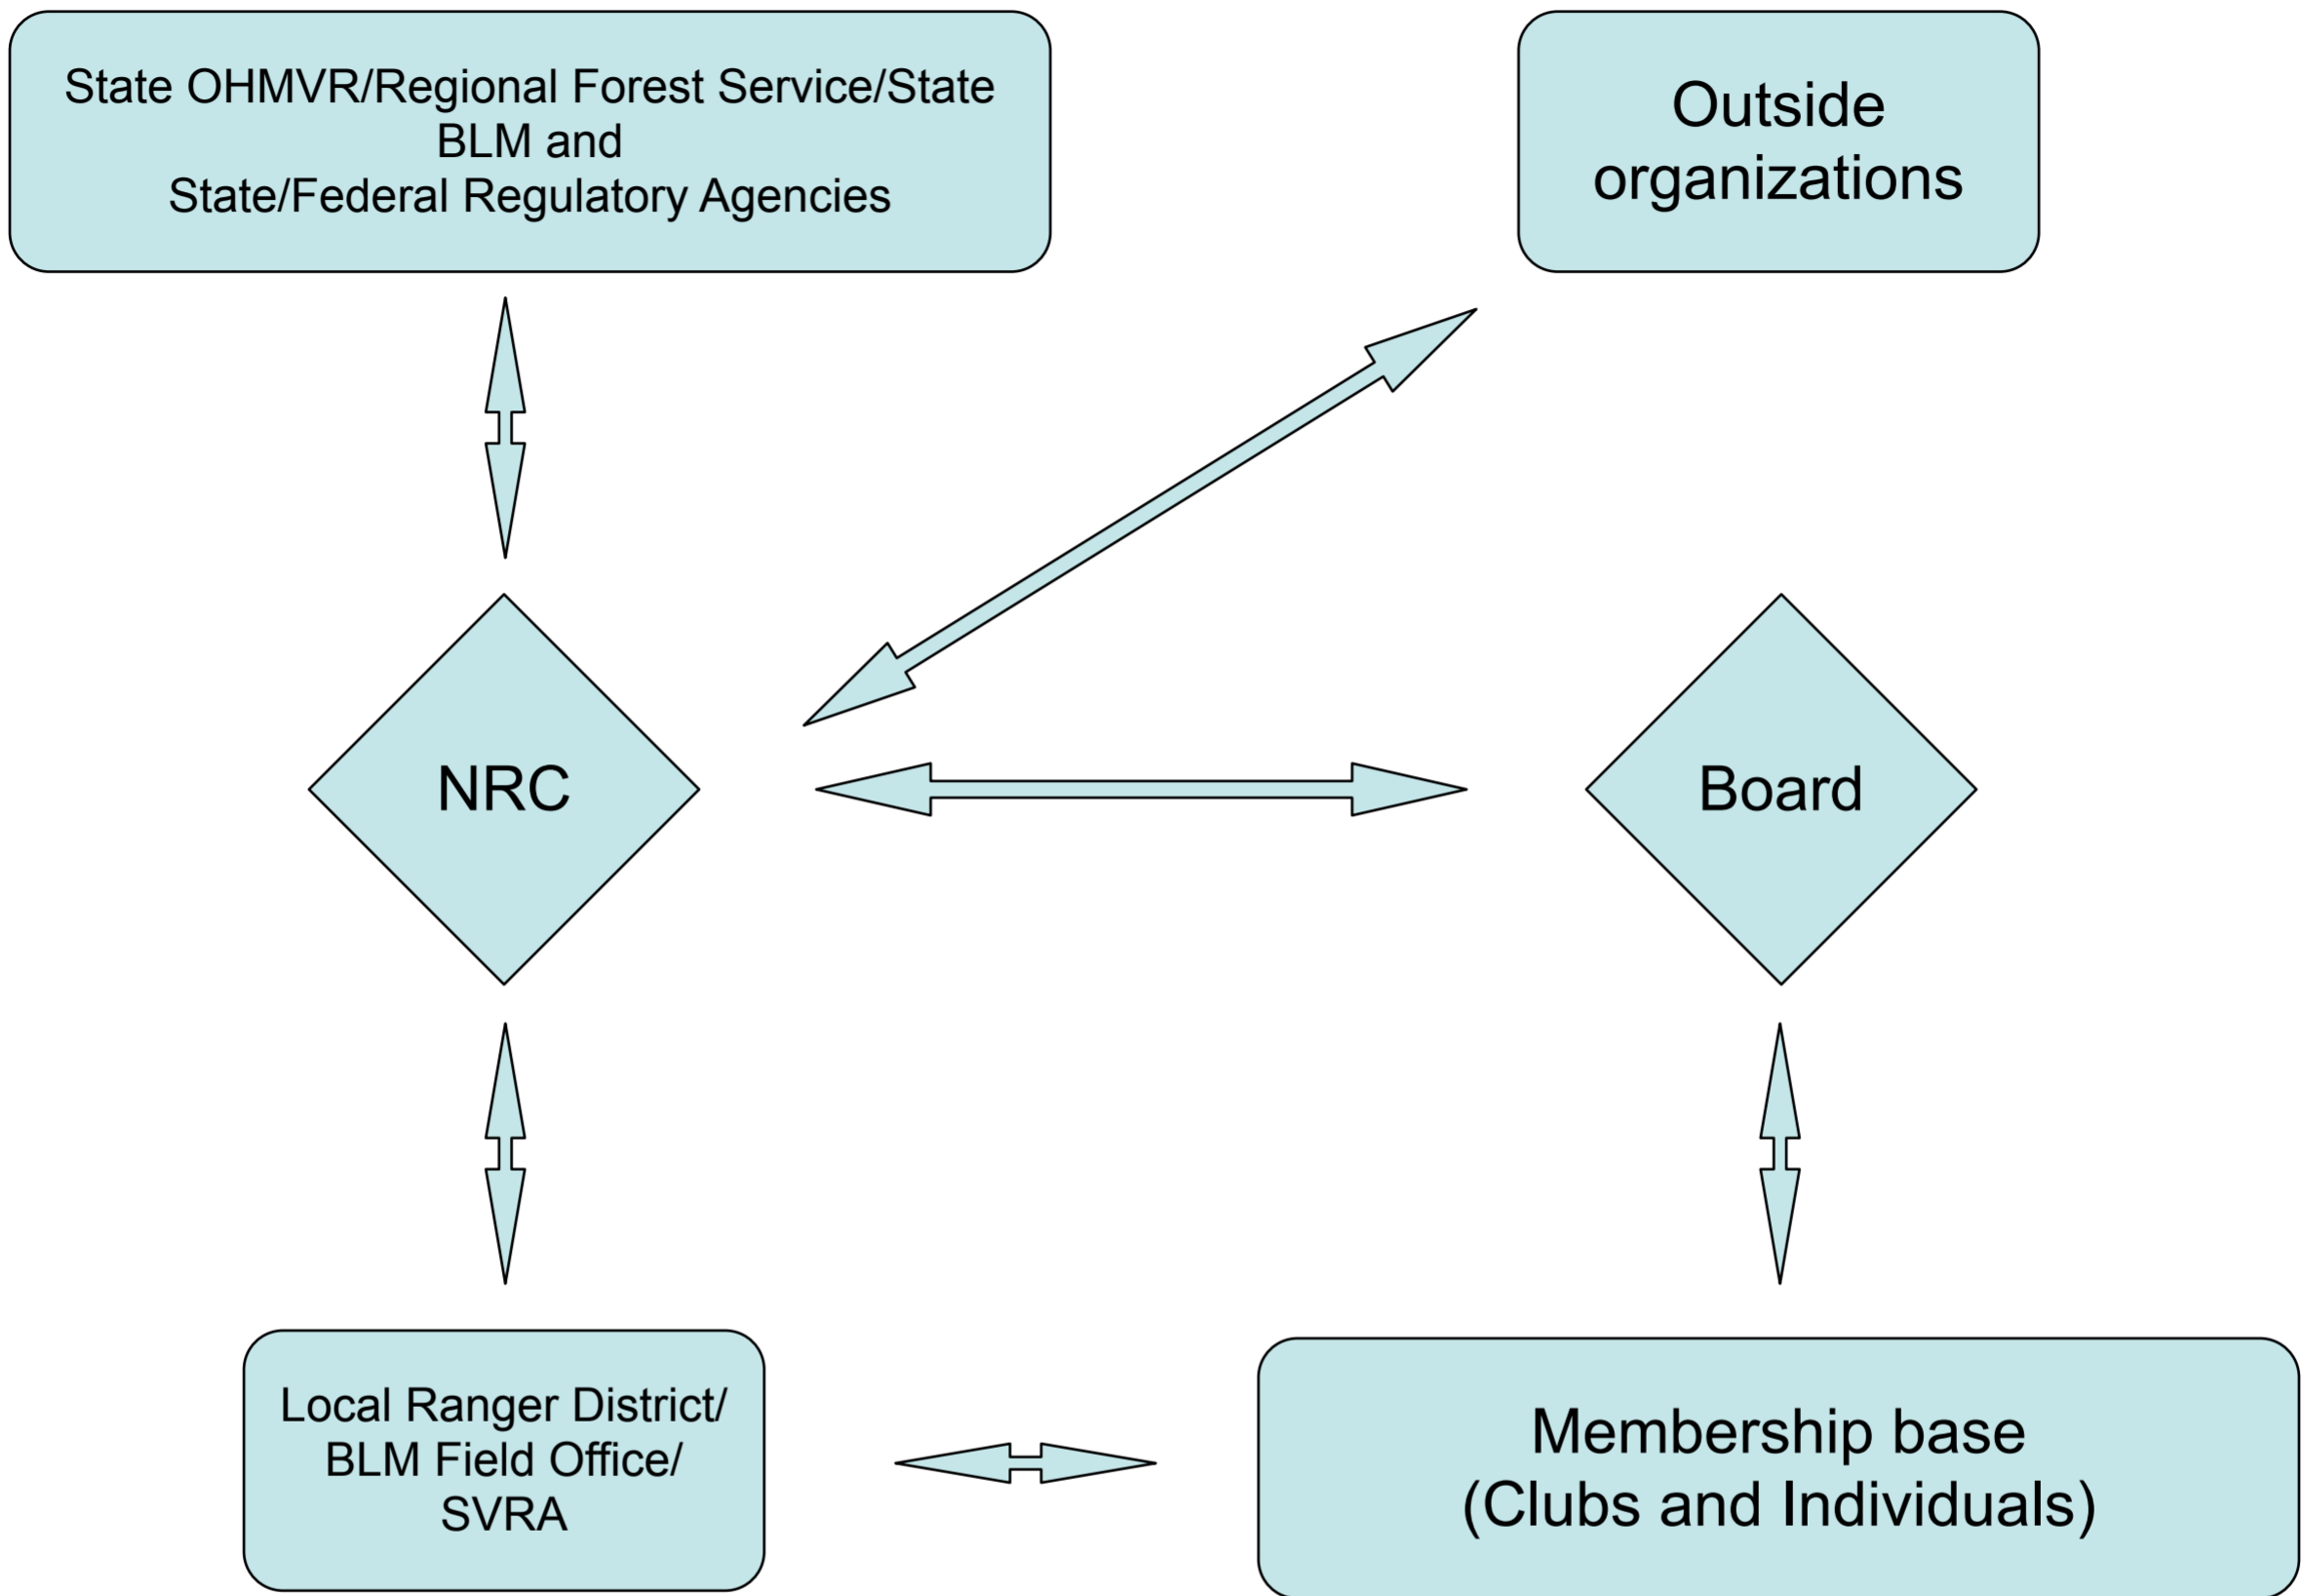 State OHMVR/Regional Forest Service/State
BLM and
State/Federal Regulatory Agencies
Outside
organizations
NRC
Board
Local Ranger District/
BLM Field Office/
SVRA
Membership base
(Clubs and Individuals)